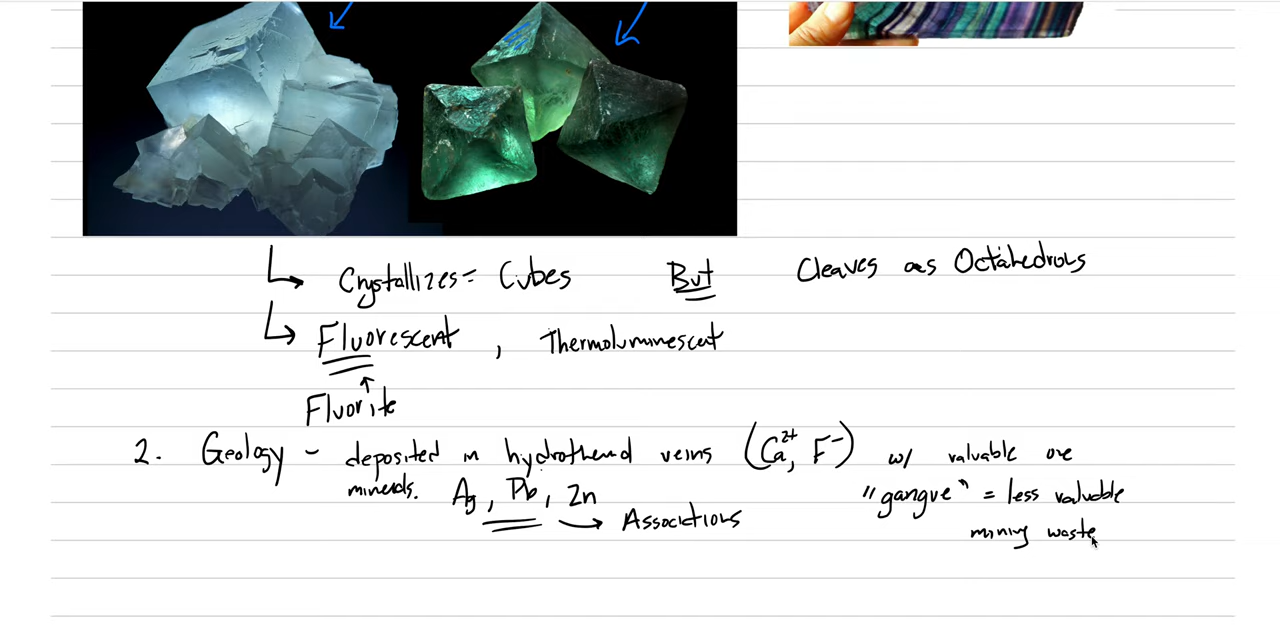 Crystallizes = Cubes But Cleaves as Octahedrons
Fluorescent , Thermoluminescent
Fluorite
2. Geology - deposited in hydrothermal veins (Ca²⁺, F⁻) w/ valuable ore
minerals. Ag, Pb, Zn "gangue" = less valuable
Associations mining waste